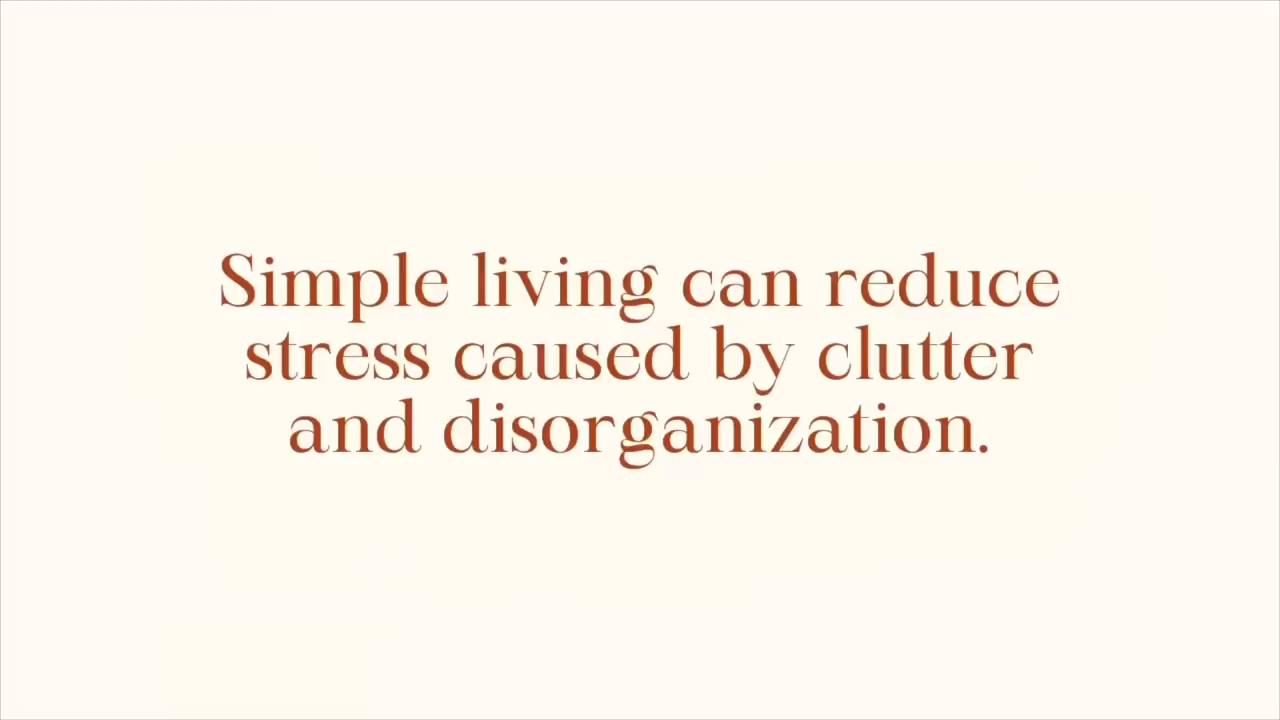 Simple living can reduce
stress caused by clutter
and disorganization.